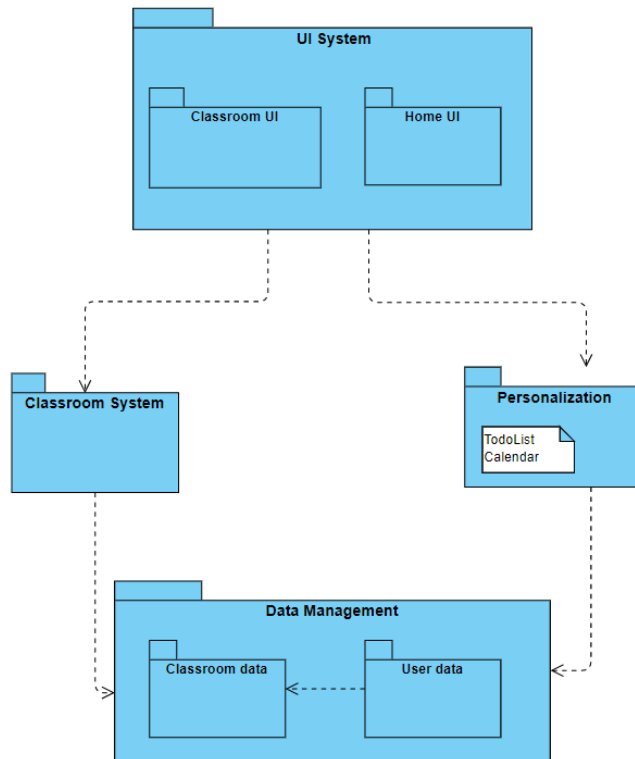 UI System
Classroom UI
Home UI
Classroom System
Personalization
TodoList
Calendar
Data Management
Classroom data
User data